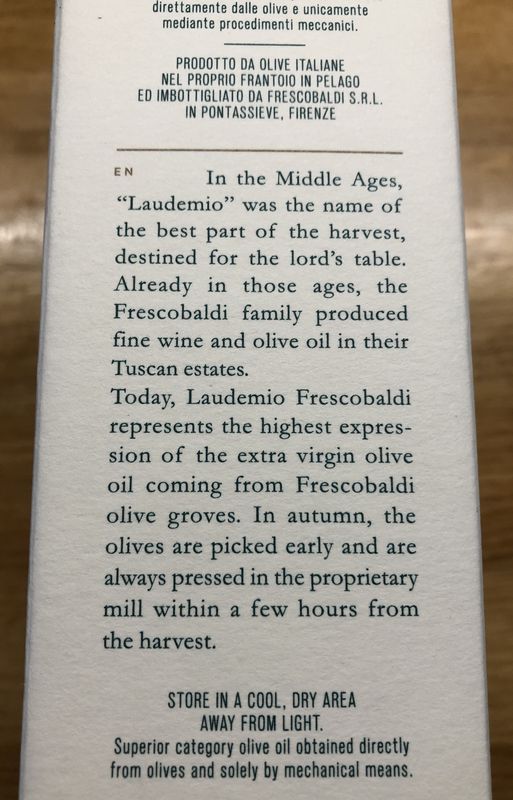 direttamente dalle olive e unicamente
mediante procedimenti meccanici.
PRODOTTO DA OLIVE ITALIANE
NEL PROPRIO FRANTOIO IN PELAGO
ED IMBOTTIGLIATO DA FRESCOBALDI S.R.L.
IN PONTASSIEVE, FIRENZE
EN In the Middle Ages,
“Laudemio” was the name of
the best part of the harvest,
destined for the lord’s table.
Already in those ages, the
Frescobaldi family produced
fine wine and olive oil in their
Tuscan estates.
Today, Laudemio Frescobaldi
represents the highest expres-
sion of the extra virgin olive
oil coming from Frescobaldi
olive groves. In autumn, the
olives are picked early and are
always pressed in the proprietary
mill within a few hours from
the harvest.
STORE IN A COOL, DRY AREA
AWAY FROM LIGHT.
Superior category olive oil obtained directly
from olives and solely by mechanical means.